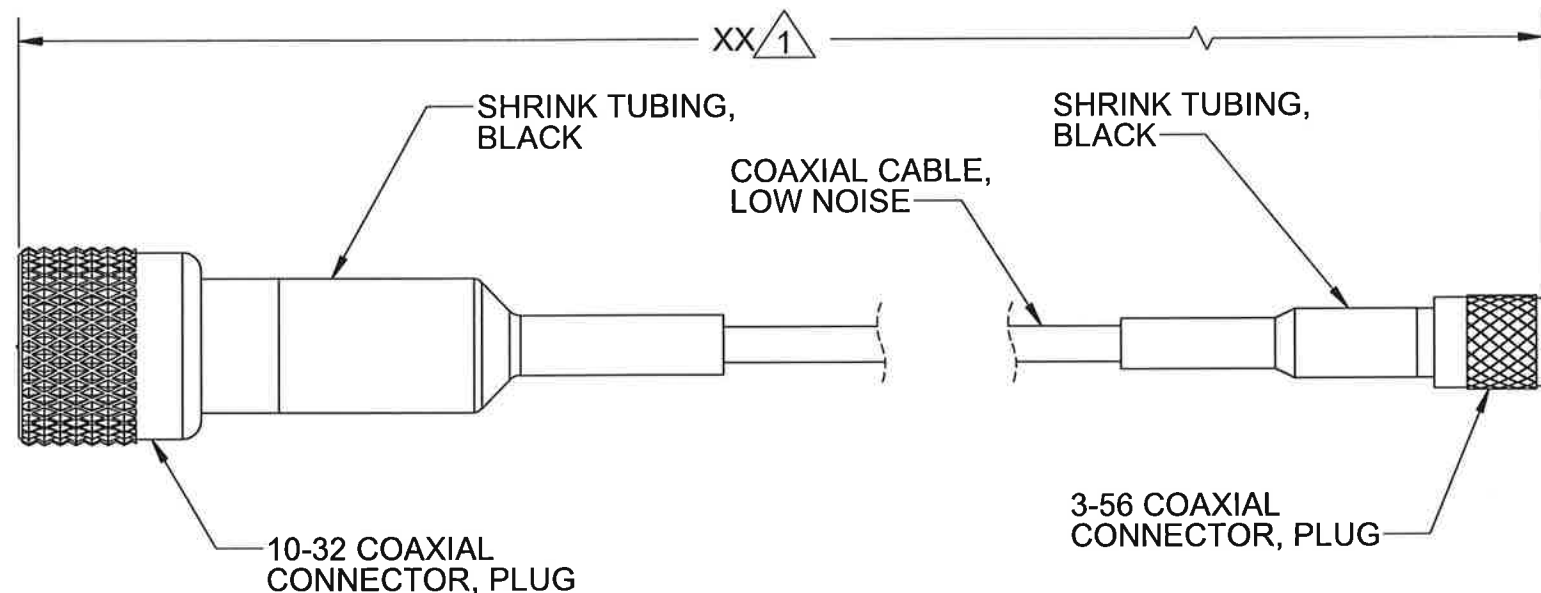 XX 1
SHRINK TUBING,
BLACK
SHRINK TUBING,
BLACK
COAXIAL CABLE,
LOW NOISE
10-32 COAXIAL
CONNECTOR, PLUG
3-56 COAXIAL
CONNECTOR, PLUG